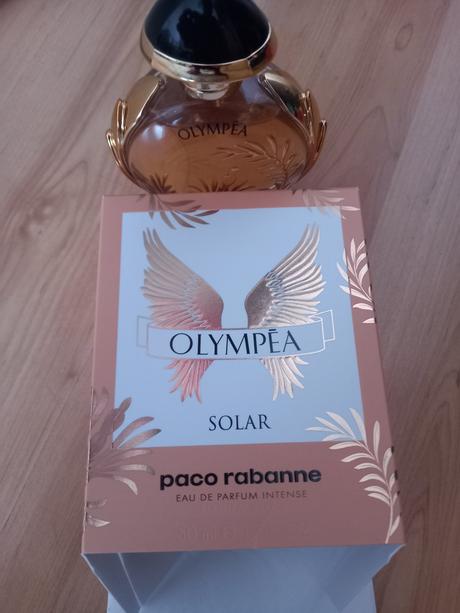 OLYMPĒA
OLYMPĒA
SOLAR
paco rabanne
EAU DE PARFUM INTENSE